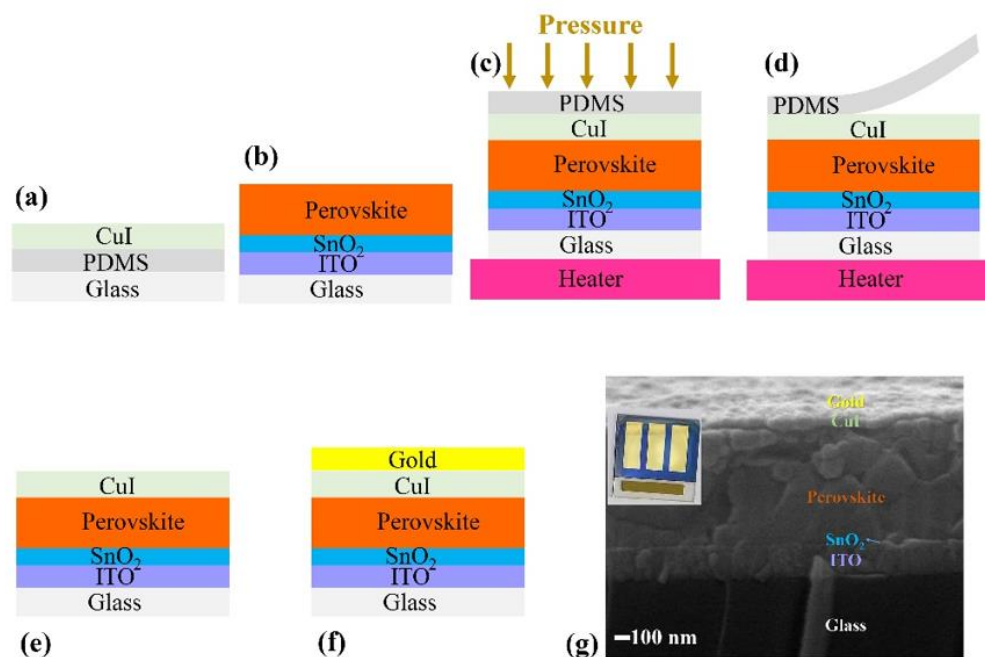 Pressure
(a)
CuI
PDMS
Glass
(b)
Perovskite
SnO₂
ITO
Glass
(c)
PDMS
CuI
Perovskite
SnO₂
ITO
Glass
Heater
(d)
PDMS
CuI
Perovskite
SnO₂
ITO
Glass
Heater
CuI
Perovskite
SnO₂
ITO
Glass
(e)
Gold
CuI
Perovskite
SnO₂
ITO
Glass
(f)
Gold
CuI
Perovskite
SnO₂
ITO
Glass
100 nm
(g)